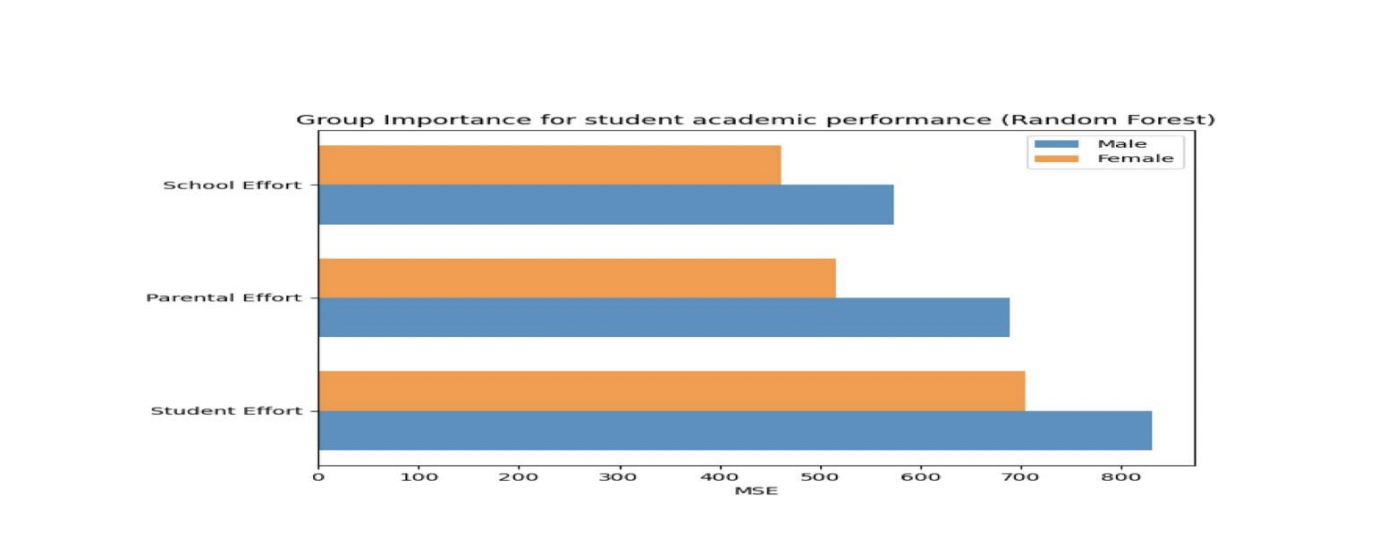 Group Importance for student academic performance (Random Forest)
Male
Female
School Effort
Parental Effort
Student Effort
0 100 200 300 400 500 600 700 800
MSE